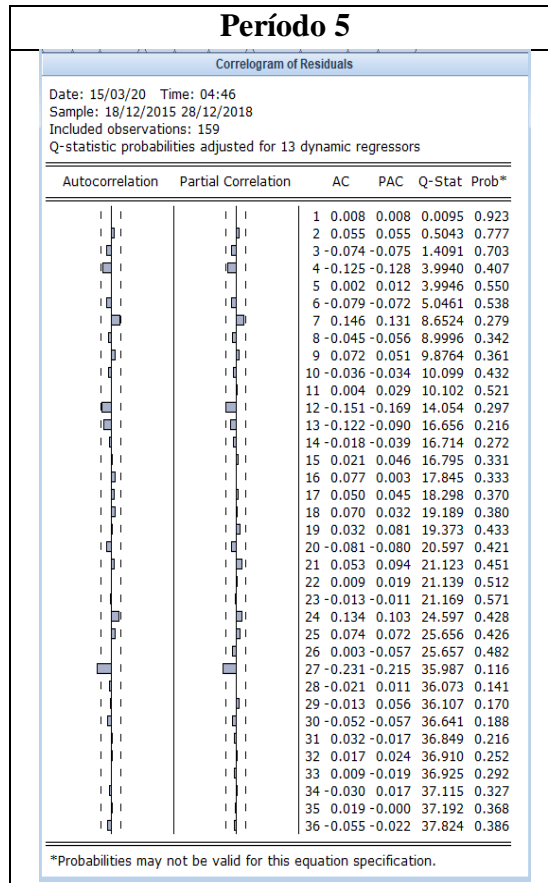 Período 5
Correlogram of Residuals
Date: 15/03/20 Time: 04:46
Sample: 18/12/2015 28/12/2018
Included observations: 159
Q-statistic probabilities adjusted for 13 dynamic regressors
Autocorrelation Partial Correlation AC PAC Q-Stat Prob*
1 0.008 0.008 0.0095 0.923
2 0.055 0.055 0.5043 0.777
3 -0.074 -0.075 1.4091 0.703
4 -0.125 -0.128 3.9940 0.407
5 0.002 0.012 3.9946 0.550
6 -0.079 -0.072 5.0461 0.538
7 0.146 0.131 8.6524 0.279
8 -0.045 -0.056 8.9996 0.342
9 0.072 0.051 9.8764 0.361
10 -0.036 -0.034 10.099 0.432
11 0.004 0.029 10.102 0.521
12 -0.151 -0.169 14.054 0.297
13 -0.122 -0.090 16.656 0.216
14 -0.018 -0.039 16.714 0.272
15 0.021 0.046 16.795 0.331
16 0.077 0.003 17.845 0.333
17 0.050 0.045 18.298 0.370
18 0.070 0.032 19.189 0.380
19 0.032 0.081 19.373 0.433
20 -0.081 -0.080 20.597 0.421
21 0.053 0.094 21.123 0.451
22 0.009 0.019 21.139 0.512
23 -0.013 -0.011 21.169 0.571
24 0.134 0.103 24.597 0.428
25 0.074 0.072 25.656 0.426
26 0.003 -0.057 25.657 0.482
27 -0.231 -0.215 35.987 0.116
28 -0.021 0.011 36.073 0.141
29 -0.013 0.056 36.107 0.170
30 -0.052 -0.057 36.641 0.188
31 0.032 -0.017 36.849 0.216
32 0.017 0.024 36.910 0.252
33 0.009 -0.019 36.925 0.292
34 -0.030 0.017 37.115 0.327
35 0.019 -0.000 37.192 0.368
36 -0.055 -0.022 37.824 0.386
*Probabilities may not be valid for this equation specification.